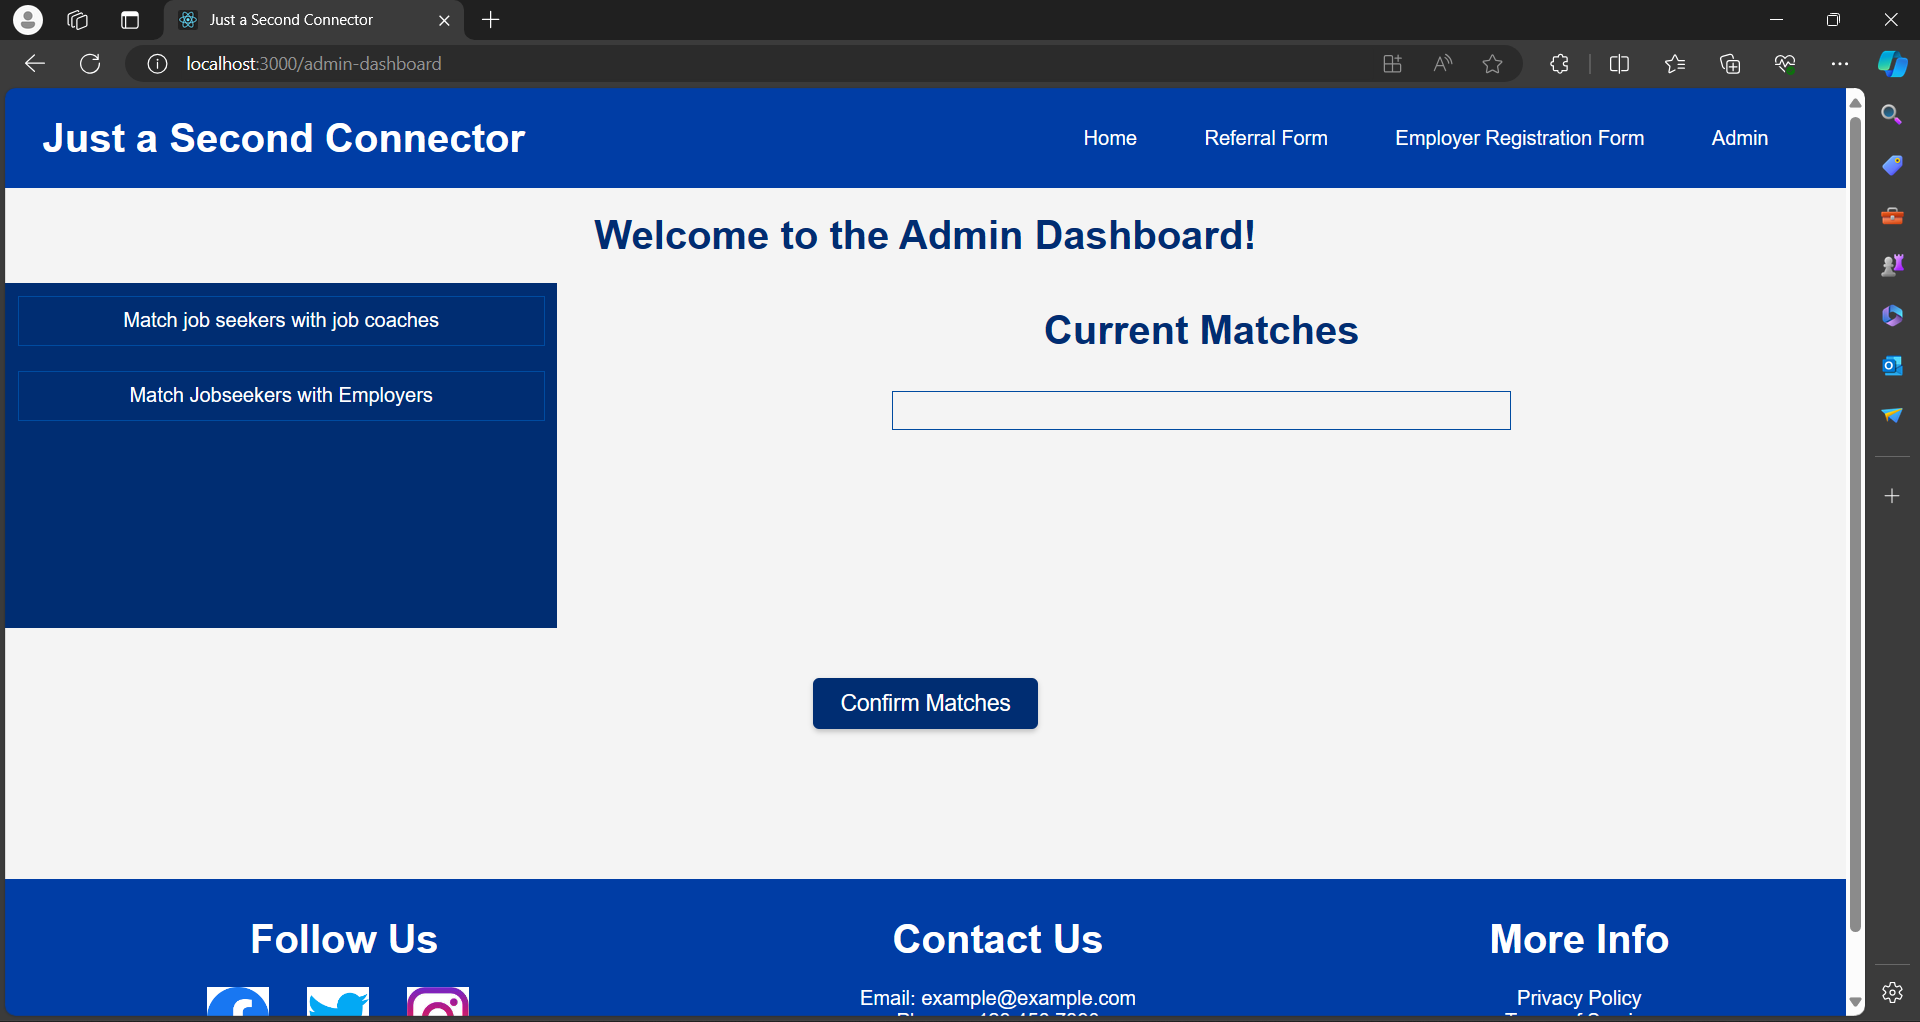 Just a Second Connector
localhost:3000/admin-dashboard
Just a Second Connector
Home Referral Form Employer Registration Form Admin
Welcome to the Admin Dashboard!
Match job seekers with job coaches
Match Jobseekers with Employers
Current Matches
Confirm Matches
Follow Us
Contact Us
More Info
Email: example@example.com
Privacy Policy